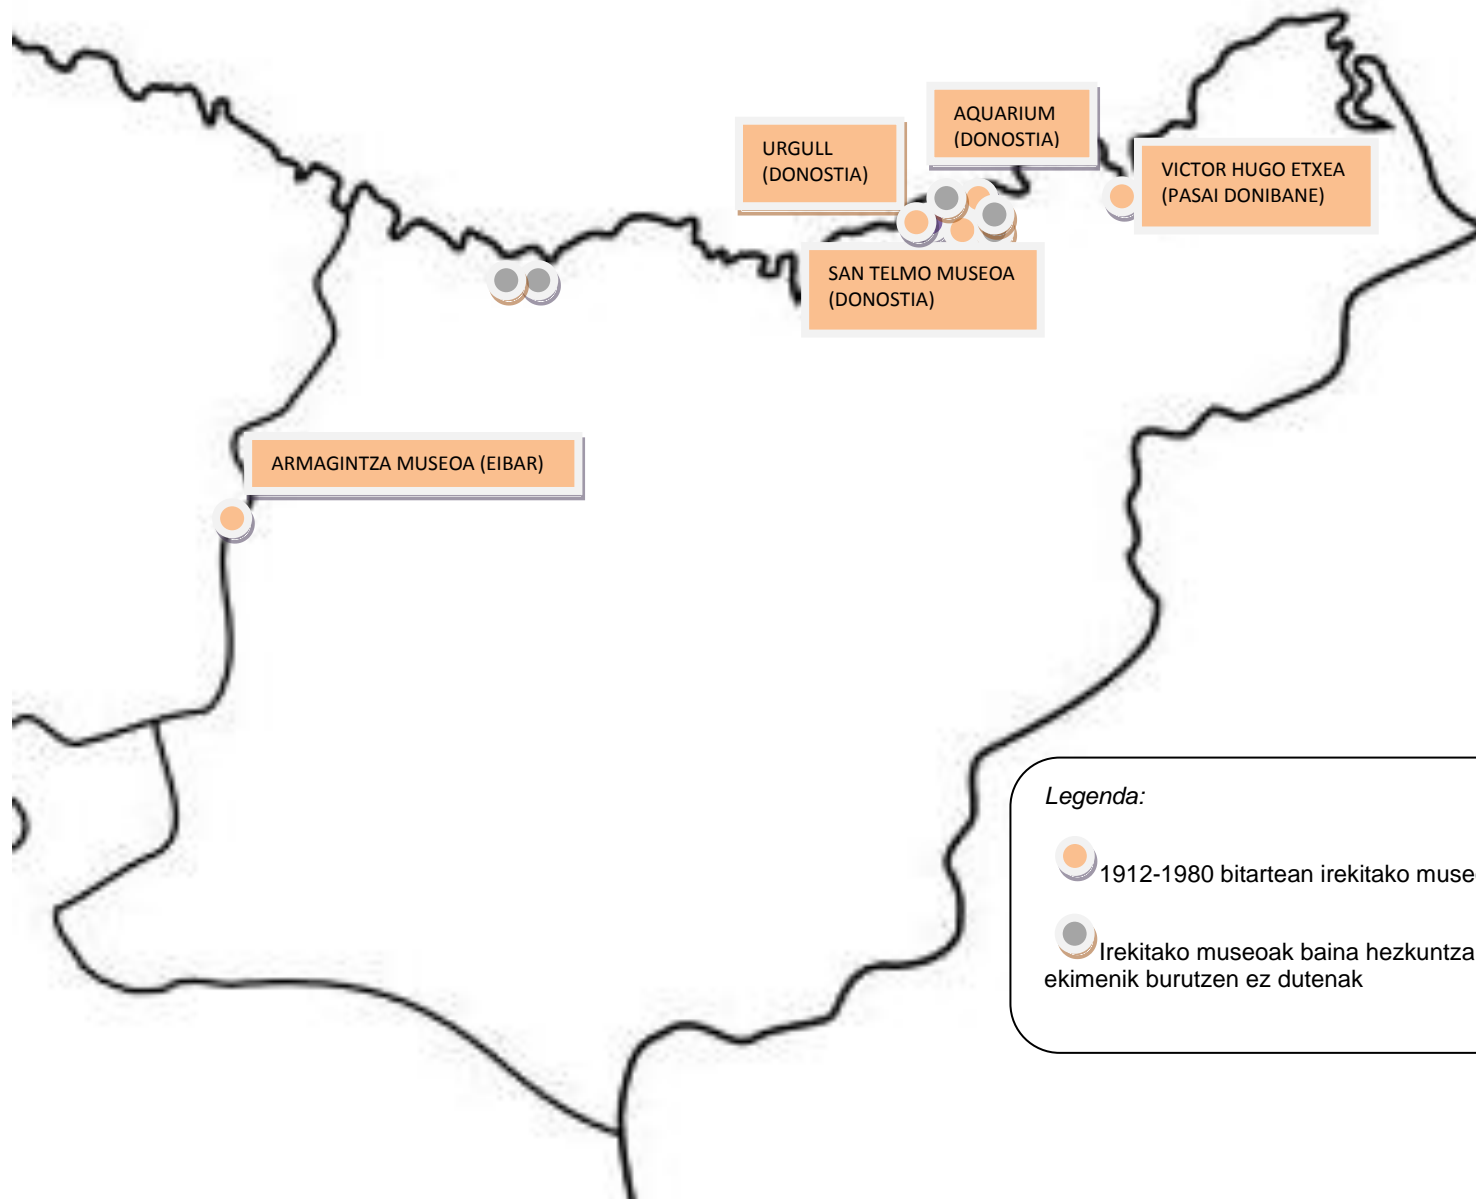 AQUARIUM
(DONOSTIA)
URGULL
(DONOSTIA)
VICTOR HUGO ETXEA
(PASAI DONIBANE)
SAN TELMO MUSEOA
(DONOSTIA)
ARMAGINTZA MUSEOA (EIBAR)
Legenda:
1912-1980 bitartean irekitako
Irekitako museoak baina hezkuntza
ekimenik burutzen ez dutenak